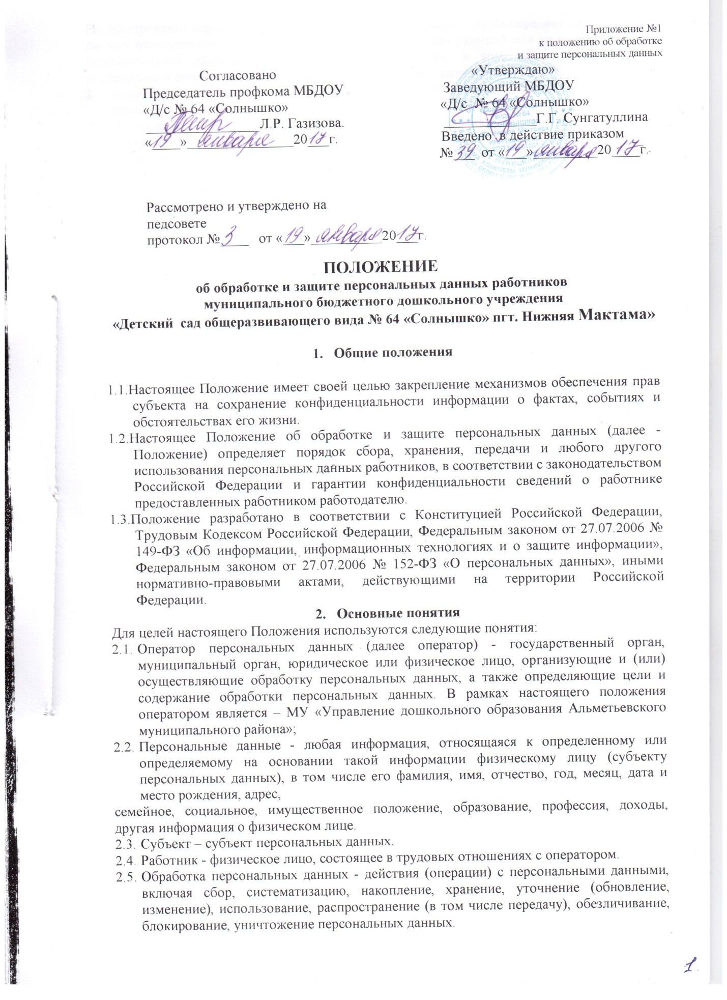 Приложение №1
к положению об обработке
и защите персональных данных
Согласовано
Председатель профкома МБДОУ
«Д/с № 64 «Солнышко»
Л.Р. Газизова.
«19» января 2017 г.
«Утверждаю»
Заведующий МБДОУ
«Д/с № 64 «Солнышко»
Г.Г. Сунгатуллина
Введено в действие приказом
№ 39 от «19» января 2017 г.
Рассмотрено и утверждено на
педсовете
протокол № 3 от «19» января 2017 г.
ПОЛОЖЕНИЕ
об обработке и защите персональных данных работников
муниципального бюджетного дошкольного учреждения
«Детский сад общеразвивающего вида № 64 «Солнышко» пгт. Нижняя Мактама»
1. Общие положения
1.1.Настоящее Положение имеет своей целью закрепление механизмов обеспечения прав
субъекта на сохранение конфиденциальности информации о фактах, событиях и
обстоятельствах его жизни.
1.2.Настоящее Положение об обработке и защите персональных данных (далее -
Положение) определяет порядок сбора, хранения, передачи и любого другого
использования персональных данных работников, в соответствии с законодательством
Российской Федерации и гарантии конфиденциальности сведений о работнике
предоставленных работником работодателю.
1.3.Положение разработано в соответствии с Конституцией Российской Федерации,
Трудовым Кодексом Российской Федерации, Федеральным законом от 27.07.2006 №
149-ФЗ «Об информации, информационных технологиях и о защите информации»,
Федеральным законом от 27.07.2006 № 152-ФЗ «О персональных данных», иными
нормативно-правовыми актами, действующими на территории Российской
Федерации.
2. Основные понятия
Для целей настоящего Положения используются следующие понятия:
2.1. Оператор персональных данных (далее оператор) - государственный орган,
муниципальный орган, юридическое или физическое лицо, организующие и (или)
осуществляющие обработку персональных данных, а также определяющие цели и
содержание обработки персональных данных. В рамках настоящего положения
оператором является – МУ «Управление дошкольного образования Альметьевского
муниципального района»;
2.2. Персональные данные - любая информация, относящаяся к определенному или
определяемому на основании такой информации физическому лицу (субъекту
персональных данных), в том числе его фамилия, имя, отчество, год, месяц, дата и
место рождения, адрес,
семейное, социальное, имущественное положение, образование, профессия, доходы,
другая информация о физическом лице.
2.3. Субъект – субъект персональных данных.
2.4. Работник - физическое лицо, состоящее в трудовых отношениях с оператором.
2.5. Обработка персональных данных - действия (операции) с персональными данными,
включая сбор, систематизацию, накопление, хранение, уточнение (обновление,
изменение), использование, распространение (в том числе передачу), обезличивание,
блокирование, уничтожение персональных данных.
1